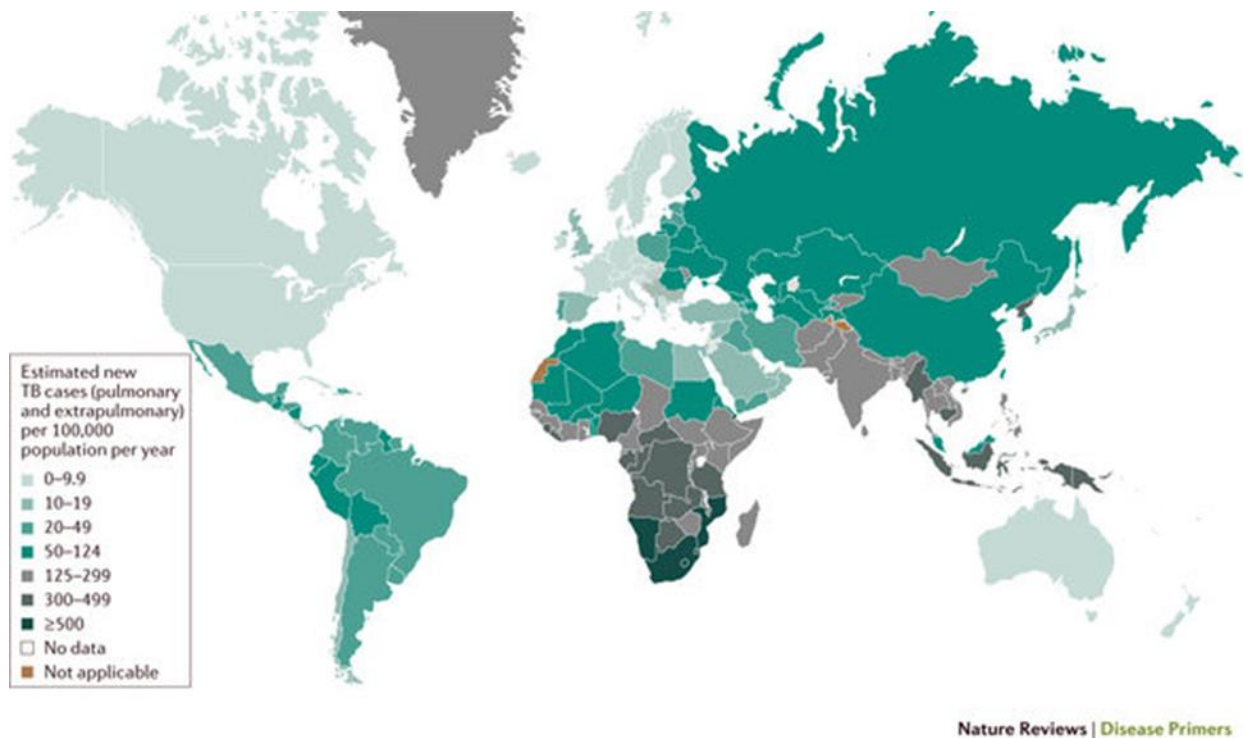 Estimated new
TB cases (pulmonary
and extrapulmonary)
per 100,000
population per year
0–9.9
10–19
20–49
50–124
125–299
300–499
≥500
No data
Not applicable
Nature Reviews | Disease Primers